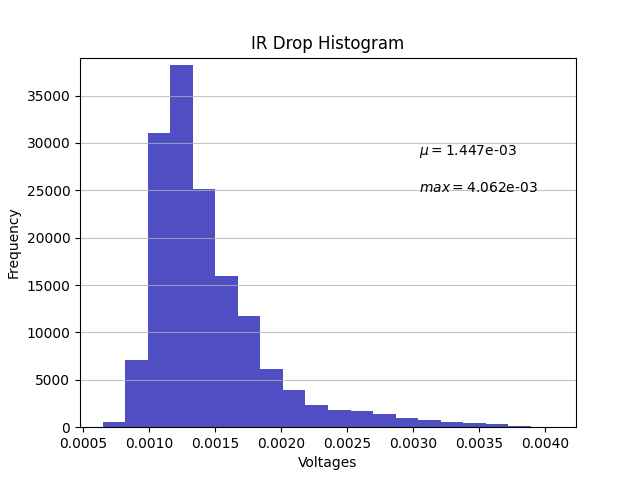 IR Drop Histogram
35000
30000
25000
20000
15000
10000
5000
0
Frequency
μ = 1.447e-03
max = 4.062e-03
0.0005 0.0010 0.0015 0.0020 0.0025 0.0030 0.0035 0.0040
Voltages